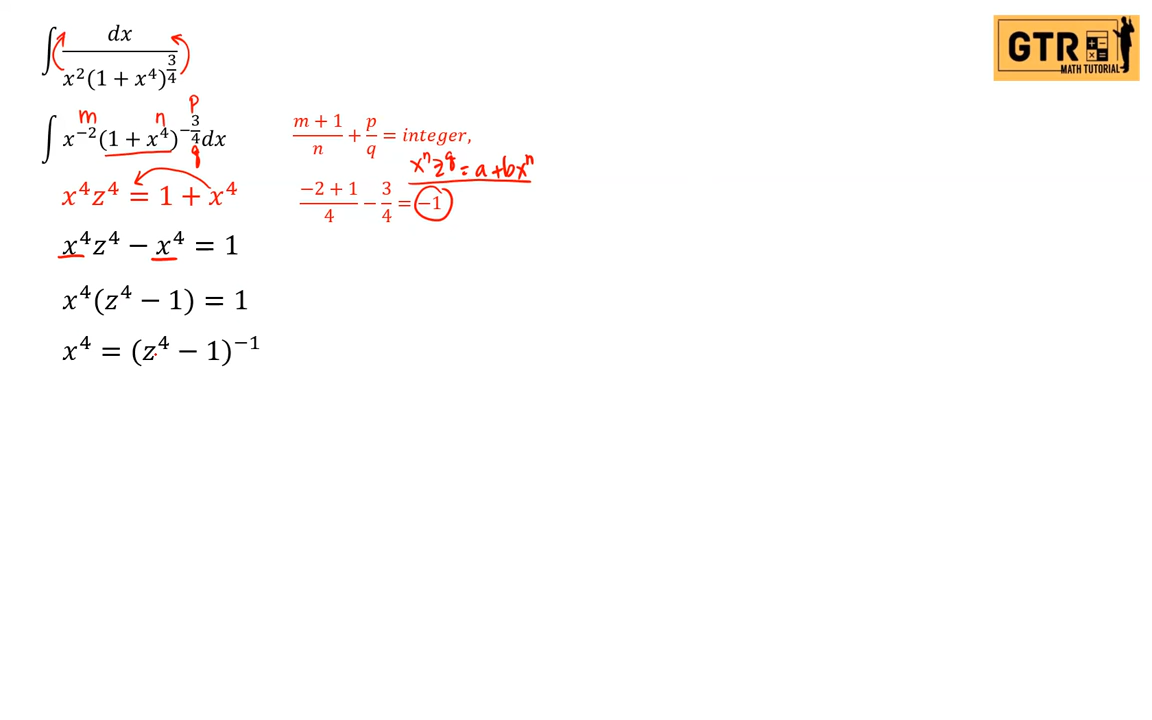 ∫ dx / x²(1 + x⁴)^(3/4)
GTR
MATH TUTORIAL
m n p
∫ x⁻²(1 + x⁴)^(−3/4) dx
q
(m + 1)/n + p/q = integer,
xⁿz^q = a + bxⁿ
x⁴z⁴ = 1 + x⁴
(−2 + 1)/4 − 3/4 = −1
x⁴z⁴ − x⁴ = 1
x⁴(z⁴ − 1) = 1
x⁴ = (z⁴ − 1)⁻¹